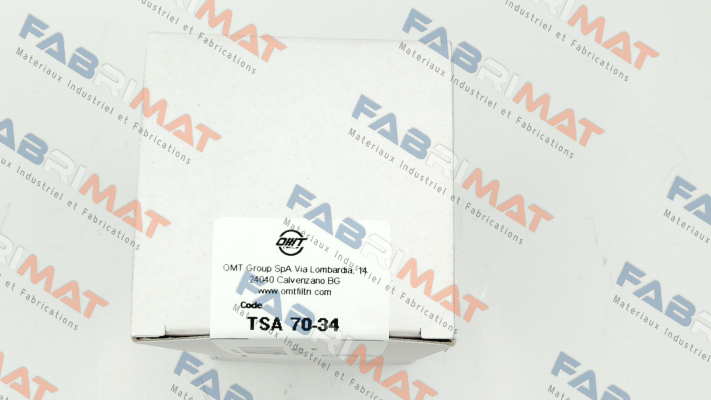 OMT
OMT Group SpA Via Lombardia, 14
24040 Calvenzano BG
www.omtfiltri.com
Code
TSA 70-34
FABRIMAT
Materiaux Industriel et Fabrications